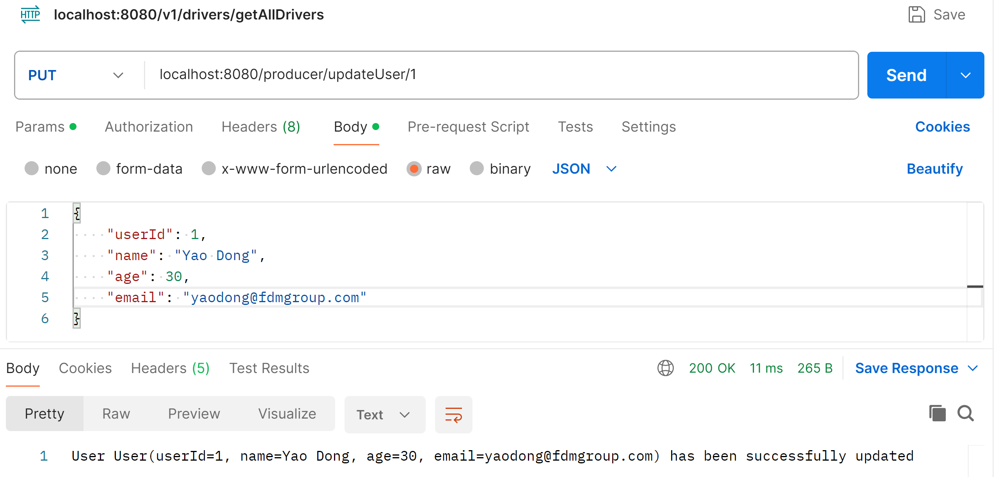 HTTP localhost:8080/v1/drivers/getAllDrivers Save
PUT localhost:8080/producer/updateUser/1 Send
Params Authorization Headers (8) Body Pre-request Script Tests Settings Cookies
none form-data x-www-form-urlencoded raw binary JSON Beautify
1 {
2 "userId": 1,
3 "name": "Yao Dong",
4 "age": 30,
5 "email": "yaodong@fdmgroup.com"
6 }
Body Cookies Headers (5) Test Results 200 OK 11 ms 265 B Save Response
Pretty Raw Preview Visualize Text
1 User User(userId=1, name=Yao Dong, age=30, email=yaodong@fdmgroup.com) has been successfully updated